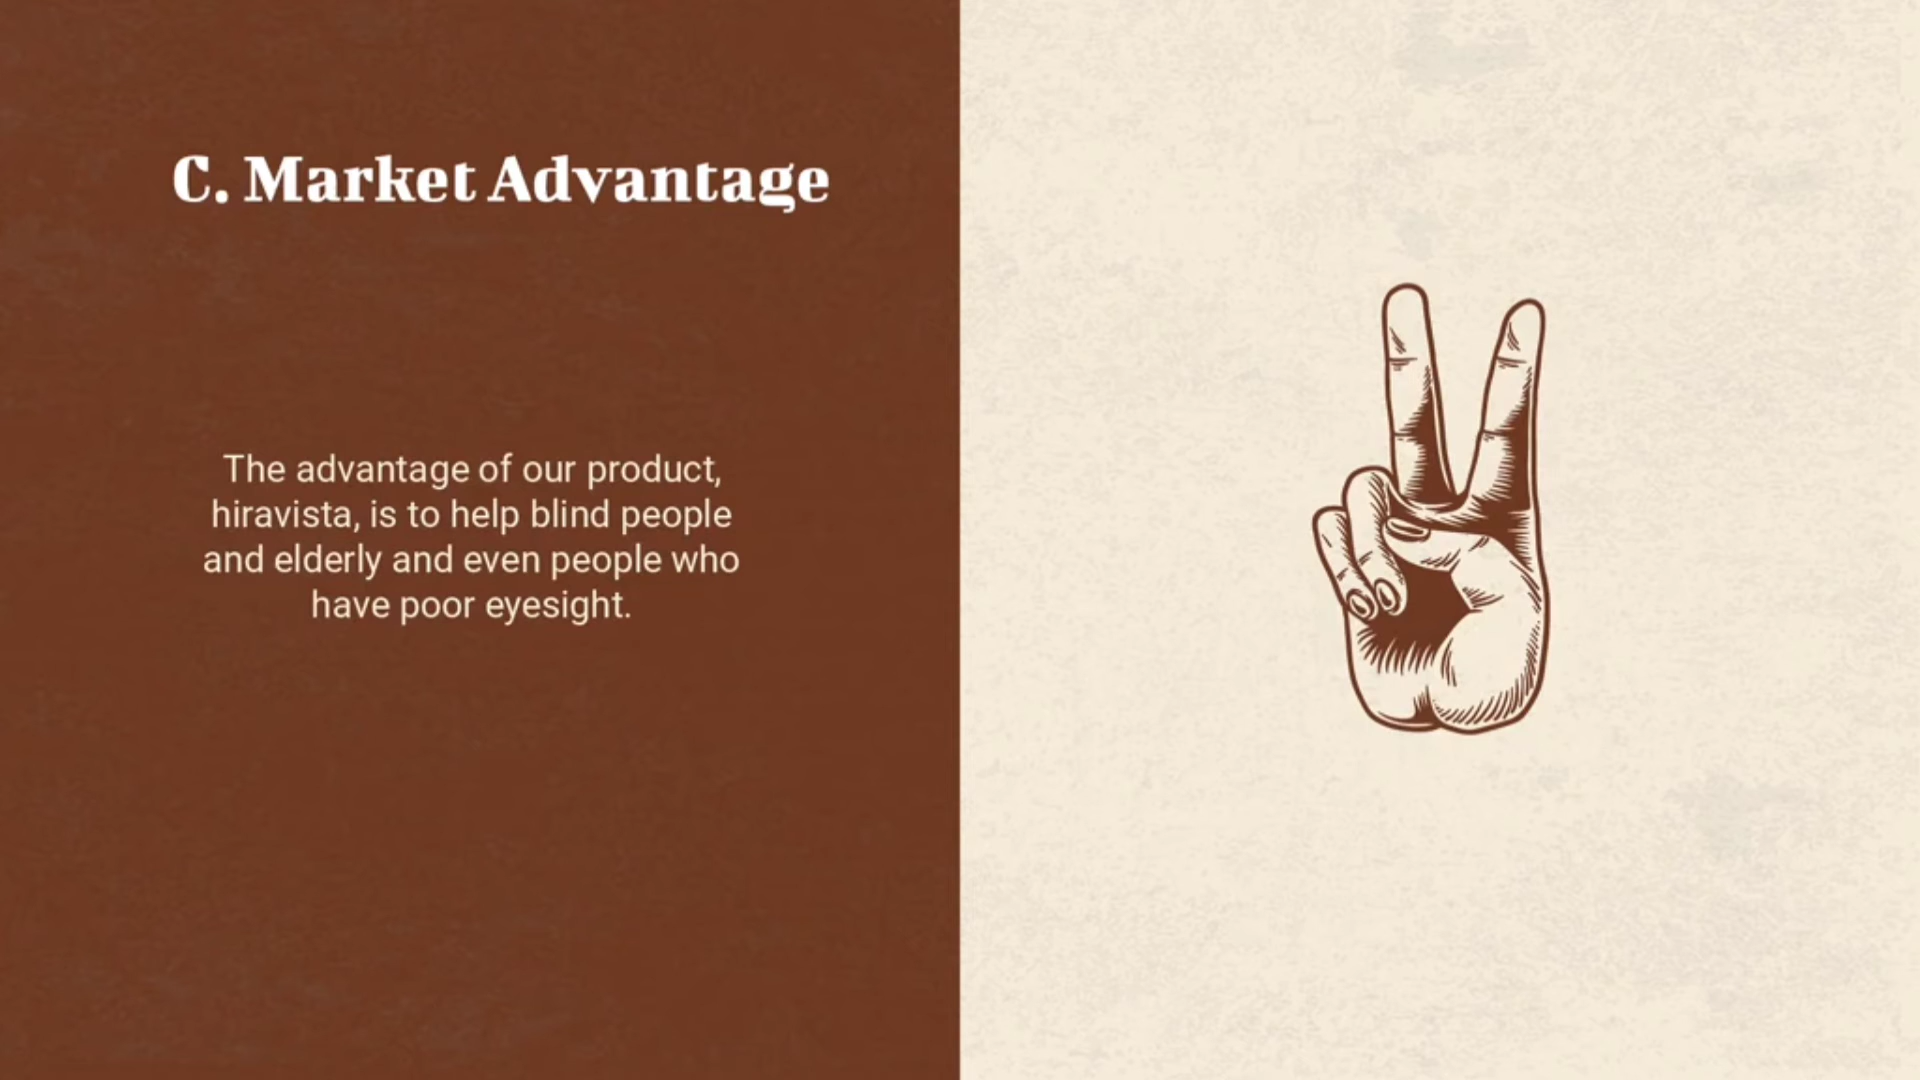 C. Market Advantage
The advantage of our product,
hiravista, is to help blind people
and elderly and even people who
have poor eyesight.